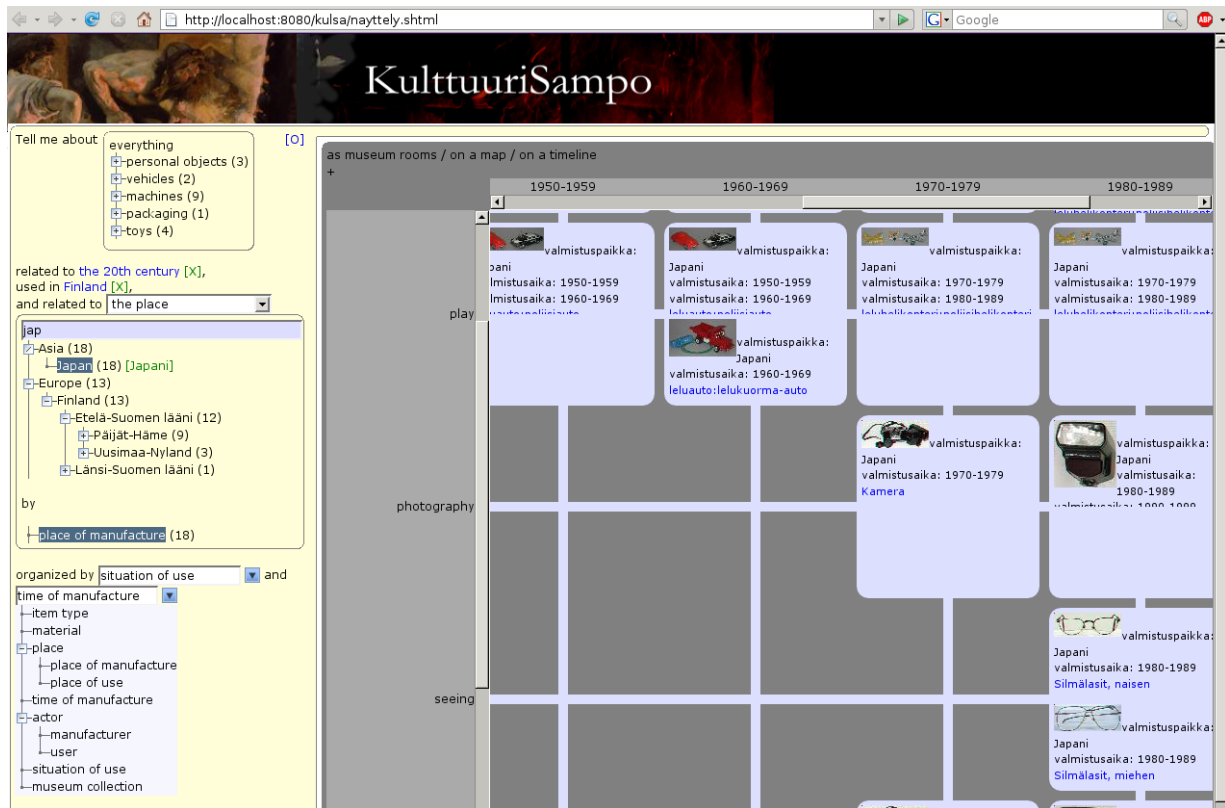 http://localhost:8080/kulsa/nayttely.shtml
G
Google
ABP
KulttuuriSampo
Tell me about
[O]
everything
personal objects (3)
vehicles (2)
machines (9)
packaging (1)
toys (4)
related to the 20th century [X],
used in Finland [X],
and related to the place
jap
Asia (18)
Japan (18) [Japani]
Europe (13)
Finland (13)
Etelä-Suomen lääni (12)
Päijät-Häme (9)
Uusimaa-Nyland (3)
Länsi-Suomen lääni (1)
by
place of manufacture (18)
organized by situation of use and
time of manufacture
item type
material
place
place of manufacture
place of use
time of manufacture
actor
manufacturer
user
situation of use
museum collection
as museum rooms / on a map / on a timeline
+
1950-1959 1960-1969 1970-1979 1980-1989
play
valmistuspaikka:
pani
lmistusaika: 1950-1959
lmistusaika: 1960-1969
valmistuspaikka:
Japani
valmistusaika: 1950-1959
valmistusaika: 1960-1969
valmistuspaikka:
Japani
valmistusaika: 1970-1979
valmistusaika: 1980-1989
valmistuspaikka:
Japani
valmistusaika: 1970-1979
valmistusaika: 1980-1989
valmistuspaikka:
Japani
valmistusaika: 1960-1969
leluauto:lelukuorma-auto
photography
valmistuspaikka:
Japani
valmistusaika: 1970-1979
Kamera
valmistuspaikka:
Japani
valmistusaika:
1980-1989
valmistusaika: 1980-1989
seeing
valmistuspaikka:
Japani
valmistusaika: 1980-1989
Silmälasit, naisen
valmistuspaikka:
Japani
valmistusaika: 1980-1989
Silmälasit, miehen